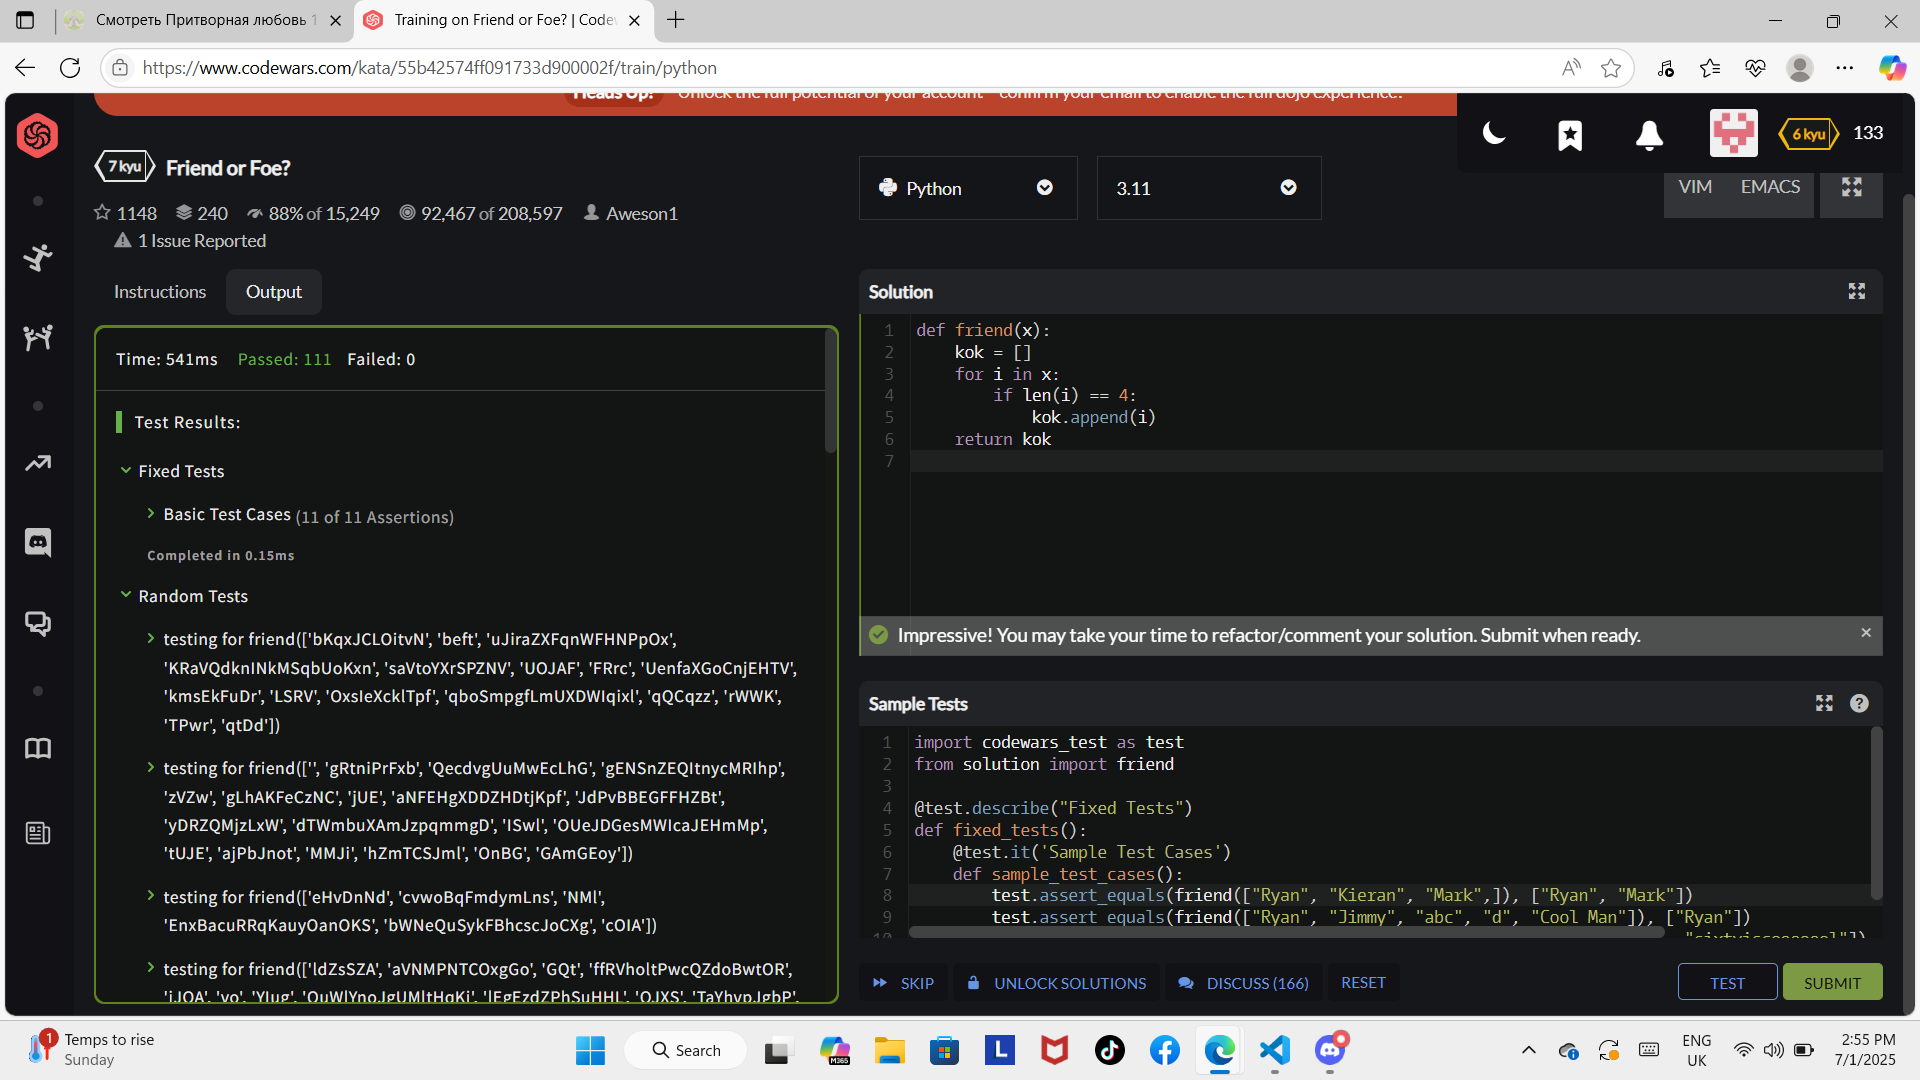 Смотреть Притворная любовь 1
Training on Friend or Foe? | Codew
https://www.codewars.com/kata/55b42574ff091733d900002f/train/python
Heads Up! Unlock the full potential of your account - confirm your email to enable the full dojo experience.
6 kyu 133
7 kyu Friend or Foe?
1148 240 88% of 15,249 92,467 of 208,597 Aweson1
1 Issue Reported
Python 3.11
VIM EMACS
Instructions Output
Time: 541ms Passed: 111 Failed: 0
Test Results:
Fixed Tests
Basic Test Cases (11 of 11 Assertions)
Completed in 0.15ms
Random Tests
testing for friend(['bKqxJCLOitvN', 'beft', 'uJiraZXFqnWFHNPpOx',
'KRaVQdknINkMSqbUoKxn', 'saVtoYXrSPZNV', 'UOJAF', 'FRrc', 'UenfaXGoCnjEHTV',
'kmsEkFuDr', 'LSRV', 'OxsIeXcklTpf', 'qboSmpgfLmUXDWIqixl', 'qQCqzz', 'rWWK',
'TPwr', 'qtDd'])
testing for friend(['', 'gRtniPrFxb', 'QecdvgUuMwEcLhG', 'gENSnZEQItnycMRIhp',
'zVZw', 'gLhAKFeCzNC', 'jUE', 'aNFEHgXDDZHDtjKpf', 'JdPvBBEGFFHZBt',
'yDRZQMjzLxW', 'dTWmbuXAmJzpqmmgD', 'ISwl', 'OUeJDGesMWIcaJEHmMp',
'tUJE', 'ajPbJnot', 'MMJi', 'hZmTCSJml', 'OnBG', 'GAmGEoy'])
testing for friend(['eHvDnNd', 'cvwoBqFmdymLns', 'NMl',
'EnxBacuRRqKauyOanOKS', 'bWNeQuSykFBhcscJoCXg', 'cOIA'])
testing for friend(['ldZsSZA', 'aVNMPNTCOxgGo', 'GQt', 'ffRVholtPwcQZdoBwtOR',
Solution
1 def friend(x):
2 kok = []
3 for i in x:
4 if len(i) == 4:
5 kok.append(i)
6 return kok
7
Impressive! You may take your time to refactor/comment your solution. Submit when ready.
Sample Tests
1 import codewars_test as test
2 from solution import friend
3
4 @test.describe("Fixed Tests")
5 def fixed_tests():
6 @test.it('Sample Test Cases')
7 def sample_test_cases():
8 test.assert_equals(friend(["Ryan", "Kieran", "Mark",]), ["Ryan", "Mark"])
9 test.assert_equals(friend(["Ryan", "Jimmy", "abc", "d", "Cool Man"]), ["Ryan"])
10
SKIP UNLOCK SOLUTIONS DISCUSS (166) RESET TEST SUBMIT
1 Temps to rise
Sunday
Search
M365
L
ENG
UK
2:55 PM
7/1/2025